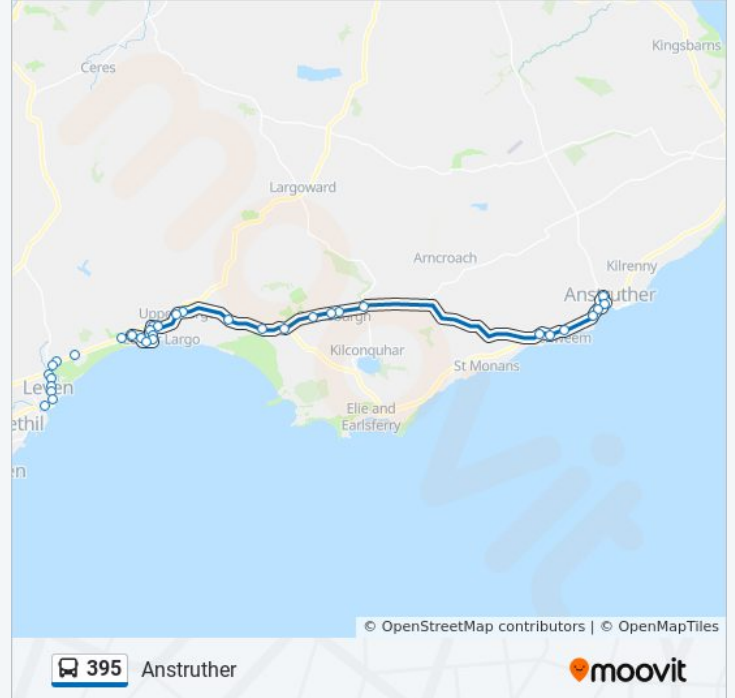 Kingsbarns
Ceres
Largoward
Arncroach
Kilrenny
Anstruther
Largo
Kilconquhar
St Monans
Leven
Elie and
Earlsferry
© OpenStreetMap contributors | © OpenMapTiles
395 Anstruther
moovit